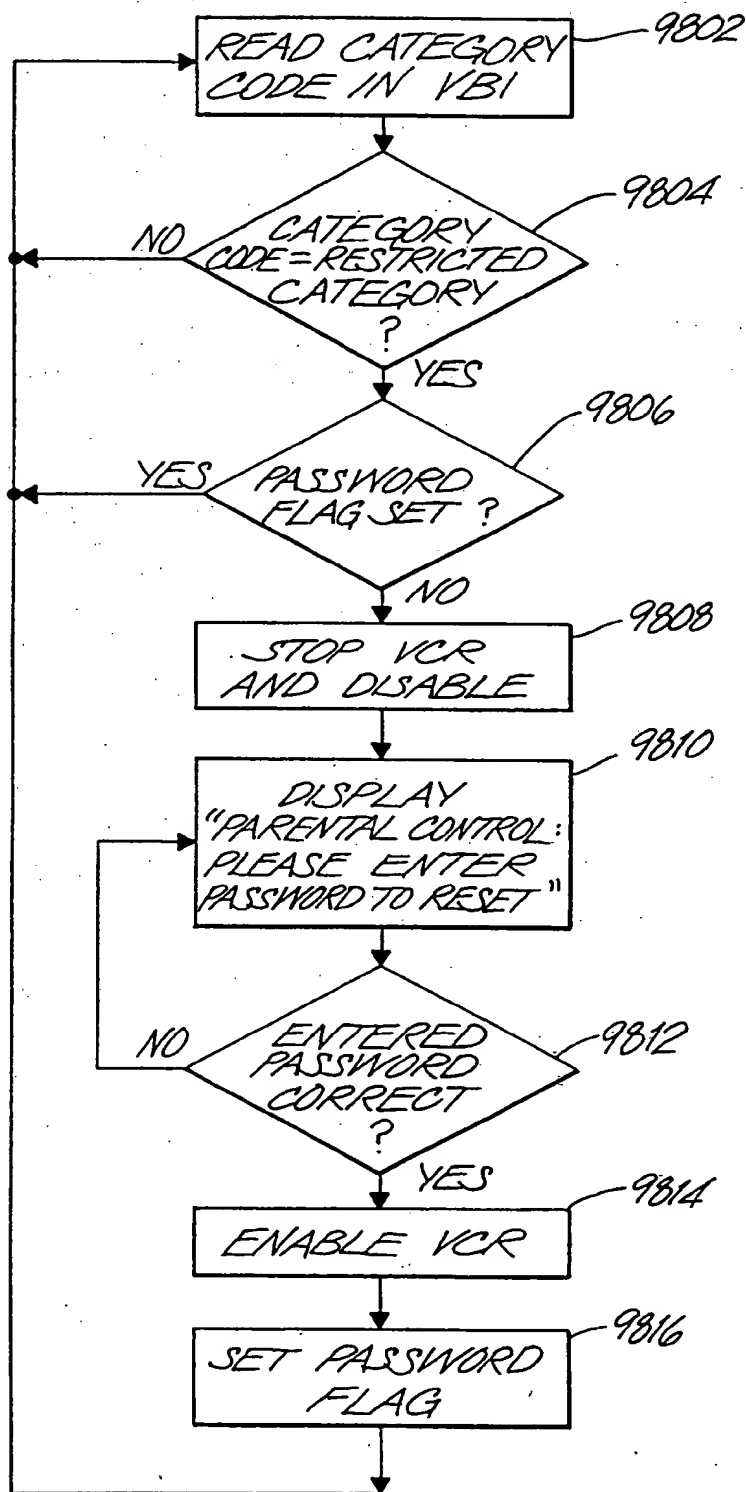 READ CATEGORY
CODE IN VBI
9802
CATEGORY
CODE=RESTRICTED
CATEGORY
?
9804
NO
YES
PASSWORD
FLAG SET ?
9806
YES
NO
STOP VCR
AND DISABLE
9808
DISPLAY
"PARENTAL CONTROL:
PLEASE ENTER
PASSWORD TO RESET"
9810
ENTERED
PASSWORD
CORRECT
?
9812
NO
YES
ENABLE VCR
9814
SET PASSWORD
FLAG
9816